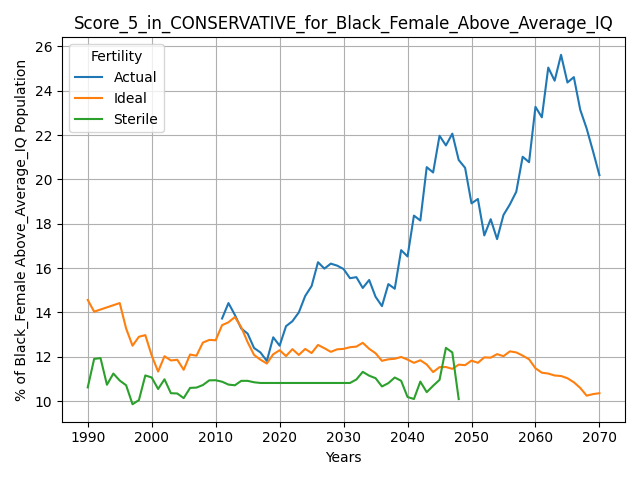 Score_5_in_CONSERVATIVE_for_Black_Female_Above_Average_IQ
% of Black_Female Above_Average_IQ Population
26
24
22
20
18
16
14
12
10
Fertility
Actual
Ideal
Sterile
1990 2000 2010 2020 2030 2040 2050 2060 2070
Years